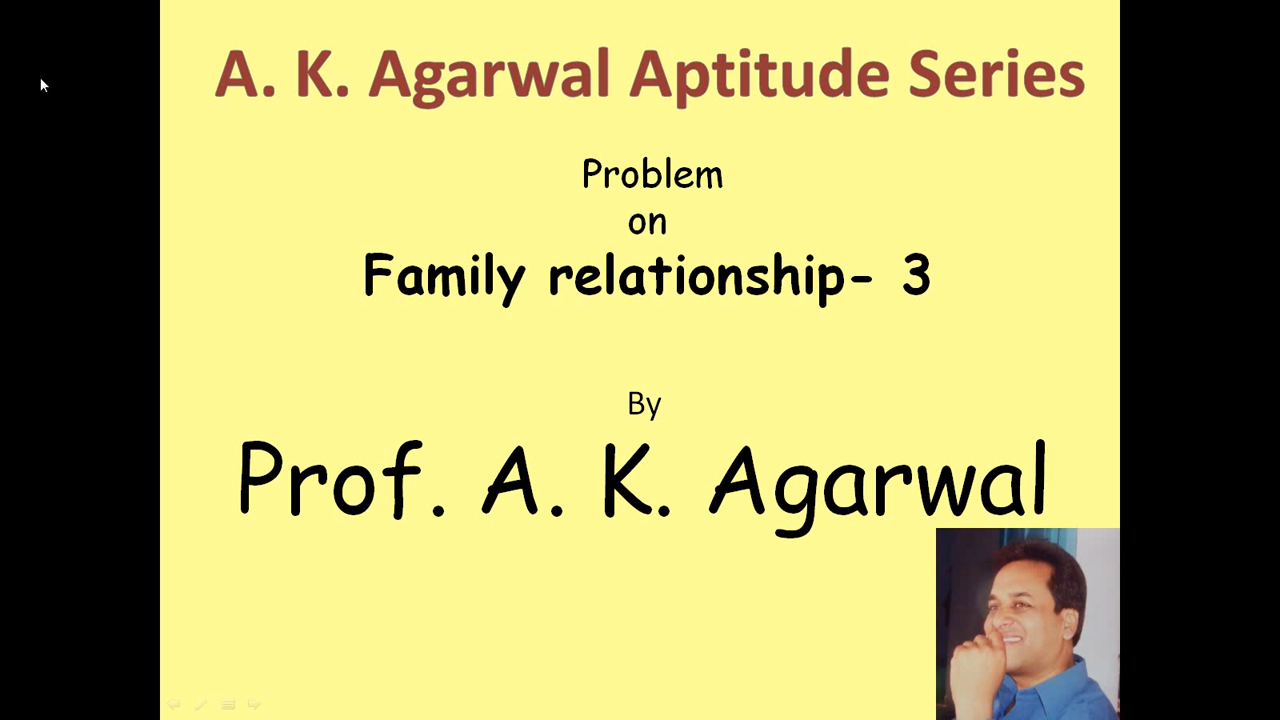 A. K. Agarwal Aptitude Series
Problem
on
Family relationship- 3
By
Prof. A. K. Agarwal